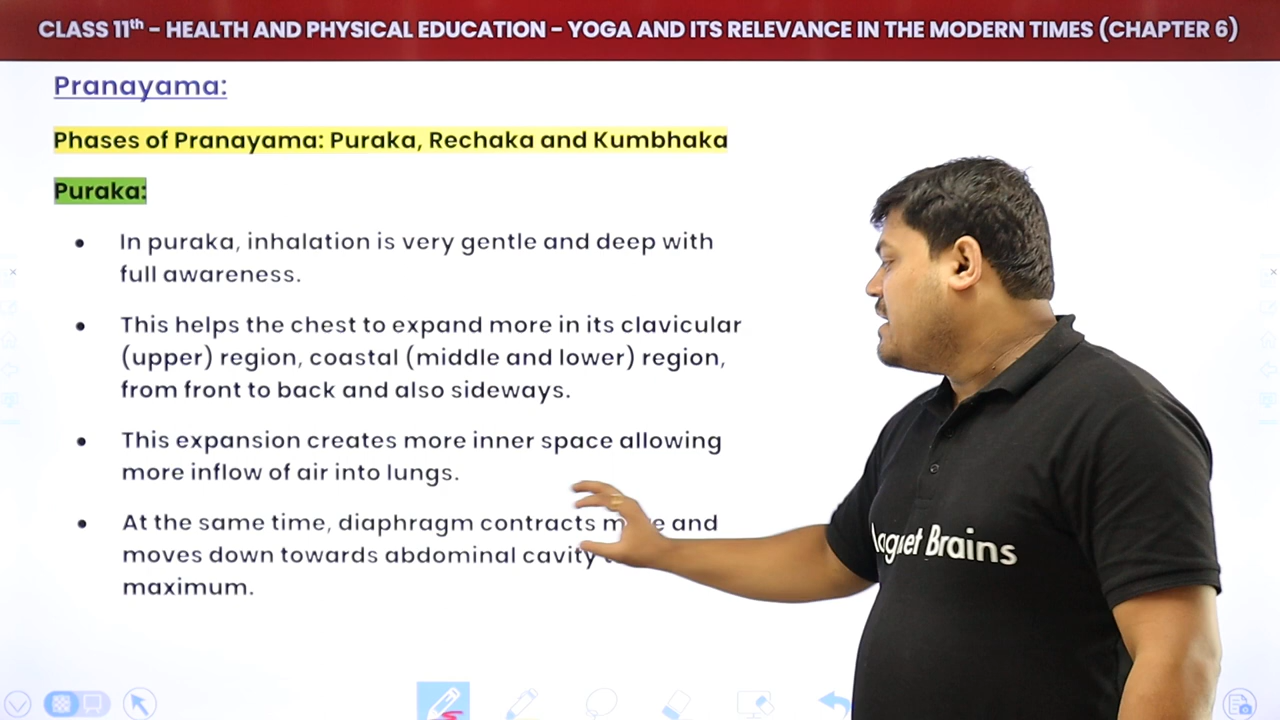 CLASS 11th - HEALTH AND PHYSICAL EDUCATION - YOGA AND ITS RELEVANCE IN THE MODERN TIMES (CHAPTER 6)
Pranayama:
Phases of Pranayama: Puraka, Rechaka and Kumbhaka
Puraka:
• In puraka, inhalation is very gentle and deep with
full awareness.
• This helps the chest to expand more in its clavicular
(upper) region, coastal (middle and lower) region,
from front to back and also sideways.
• This expansion creates more inner space allowing
more inflow of air into lungs.
• At the same time, diaphragm contracts and
moves down towards abdominal cavity
maximum.
Brains